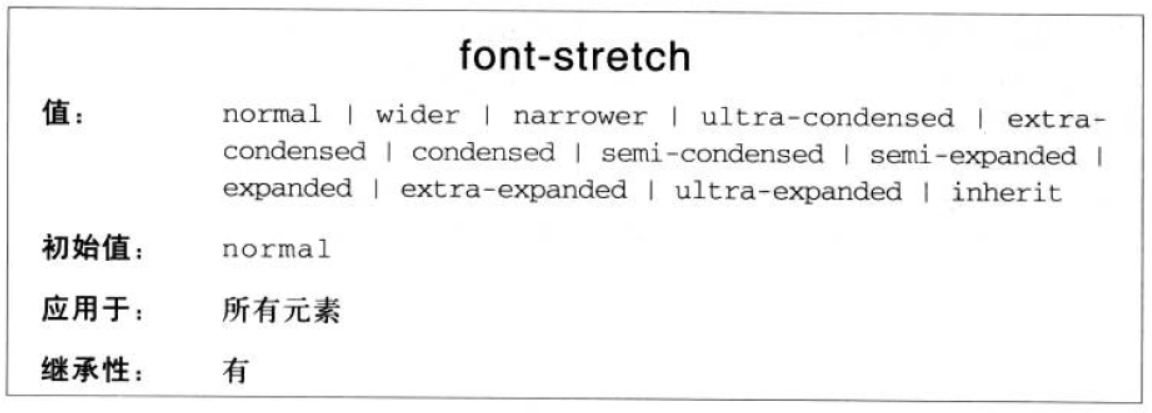 font-stretch
值： normal | wider | narrower | ultra-condensed | extra-
condensed | condensed | semi-condensed | semi-expanded |
expanded | extra-expanded | ultra-expanded | inherit
初始值： normal
应用于： 所有元素
继承性： 有